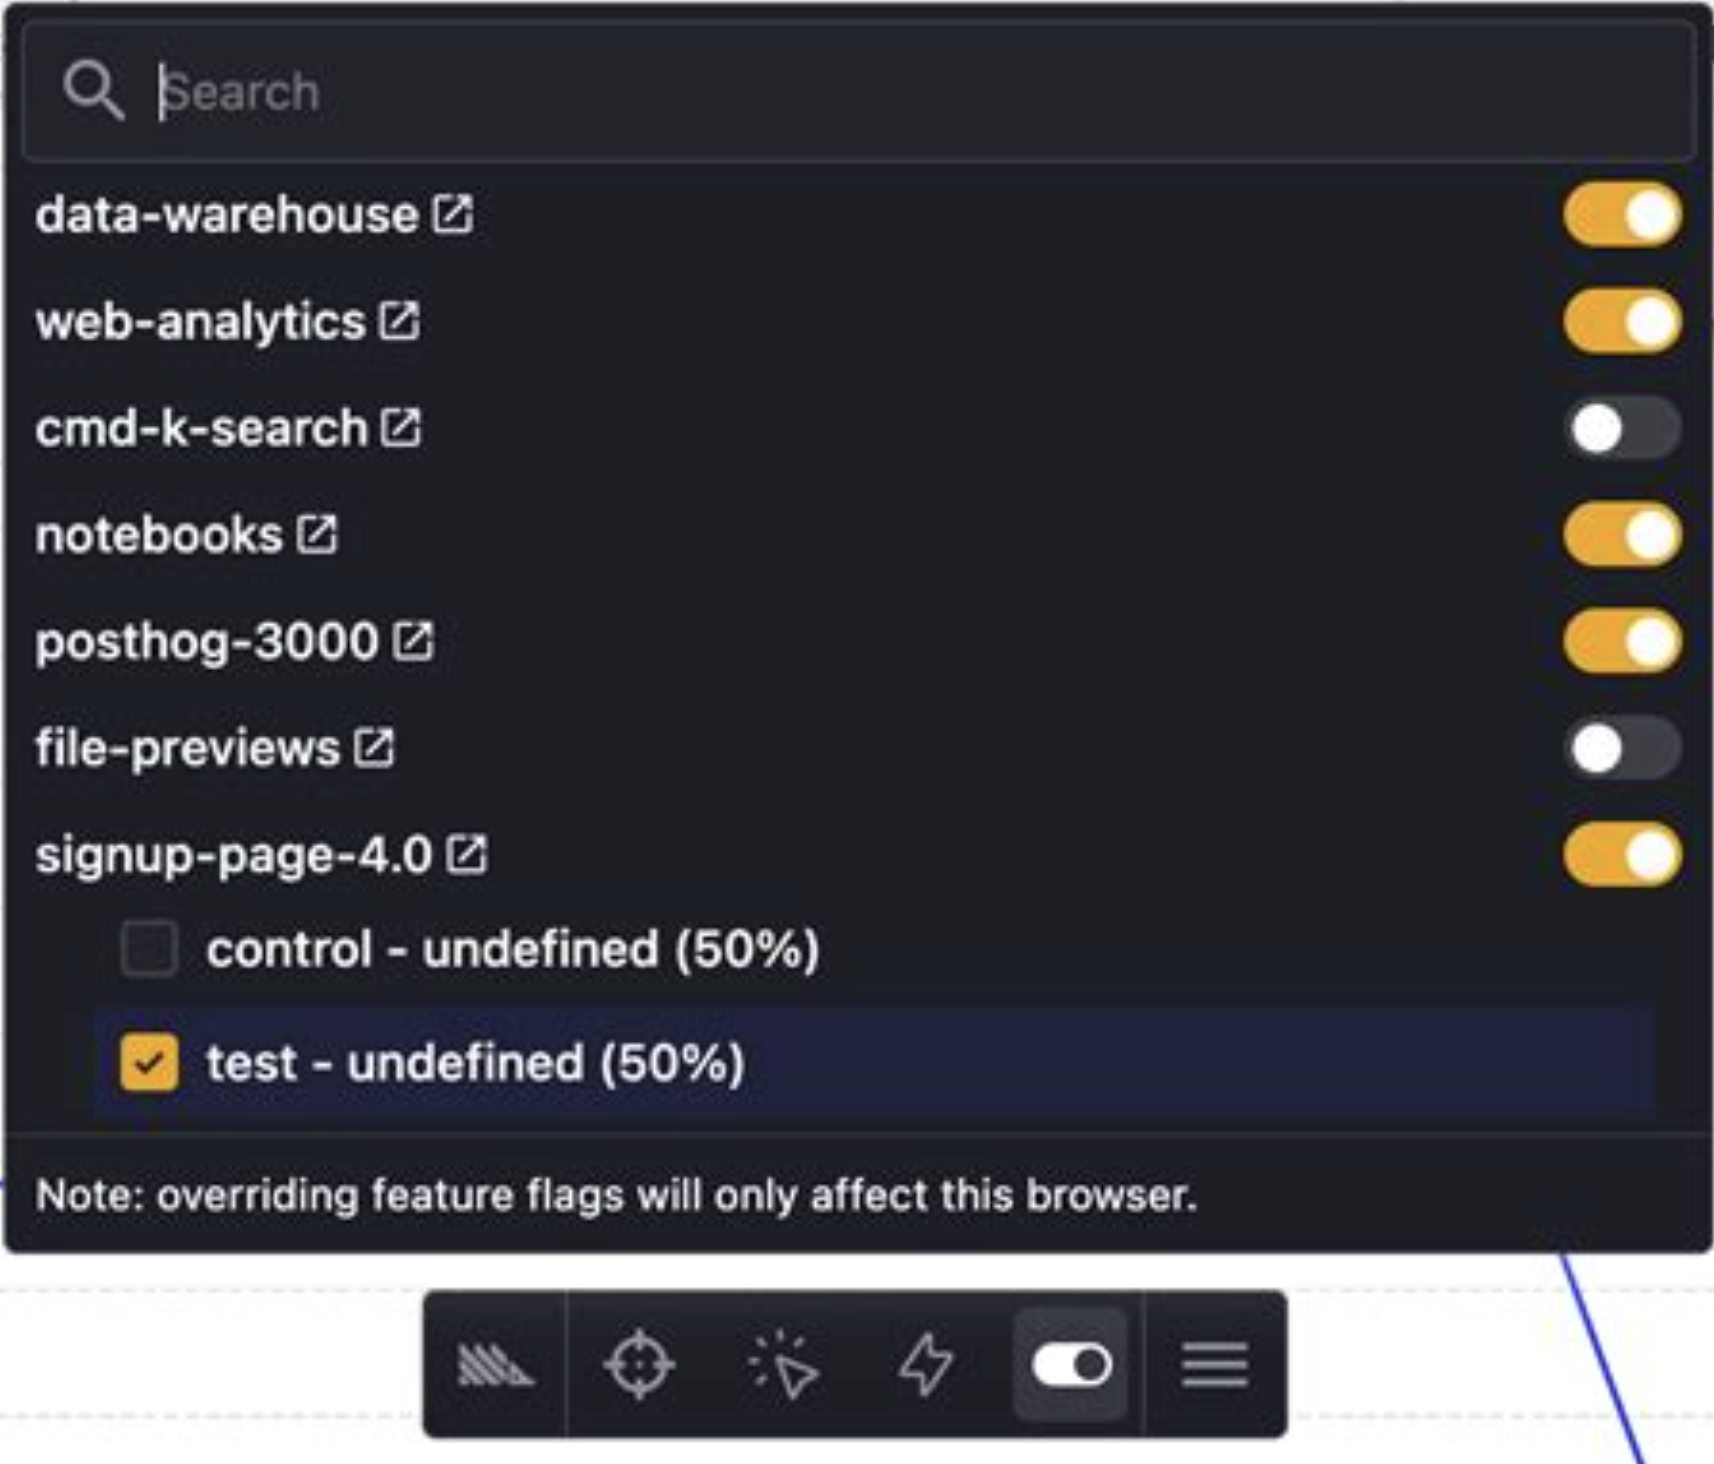 Search
data-warehouse
web-analytics
cmd-k-search
notebooks
posthog-3000
file-previews
signup-page-4.0
control - undefined (50%)
test - undefined (50%)
Note: overriding feature flags will only affect this browser.